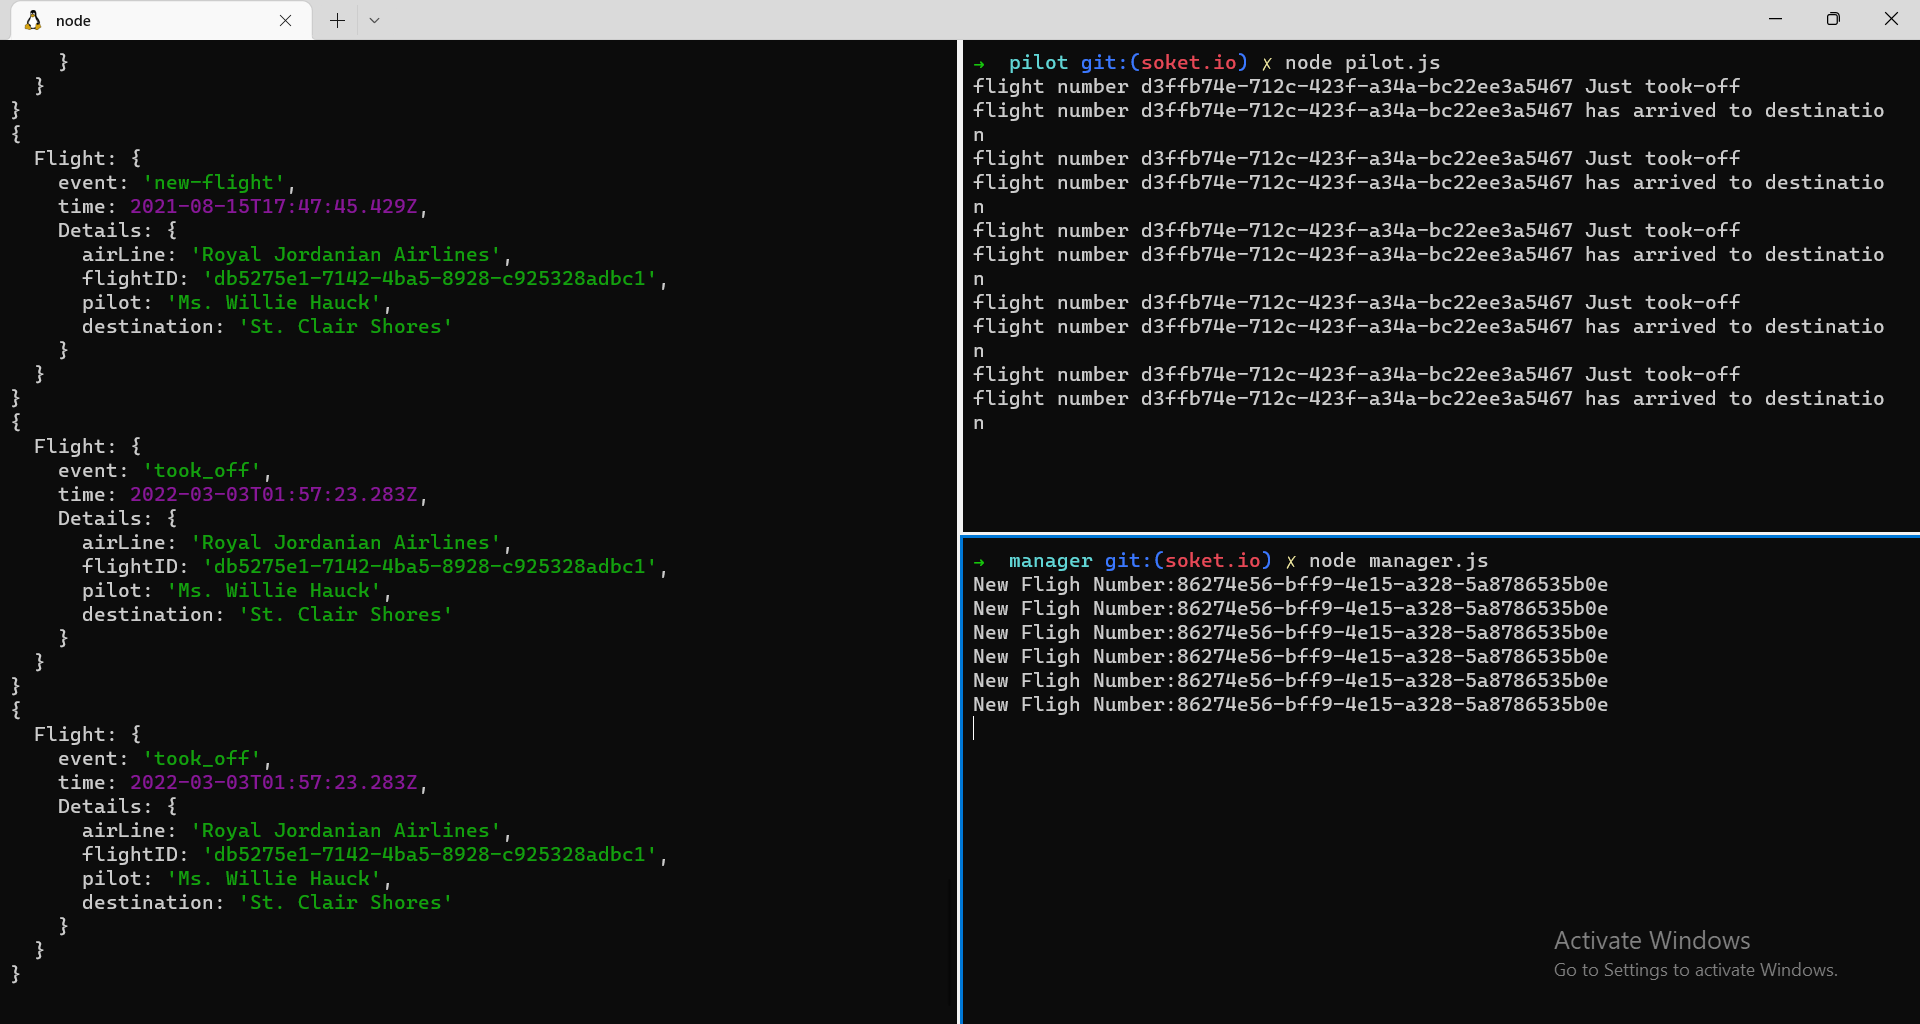 node
    }
  }
}
{
  Flight: {
    event: 'new-flight',
    time: 2021-08-15T17:47:45.429Z,
    Details: {
      airLine: 'Royal Jordanian Airlines',
      flightID: 'db5275e1-7142-4ba5-8928-c925328adbc1',
      pilot: 'Ms. Willie Hauck',
      destination: 'St. Clair Shores'
    }
  }
}
{
  Flight: {
    event: 'took_off',
    time: 2022-03-03T01:57:23.283Z,
    Details: {
      airLine: 'Royal Jordanian Airlines',
      flightID: 'db5275e1-7142-4ba5-8928-c925328adbc1',
      pilot: 'Ms. Willie Hauck',
      destination: 'St. Clair Shores'
    }
  }
}
{
  Flight: {
    event: 'took_off',
    time: 2022-03-03T01:57:23.283Z,
    Details: {
      airLine: 'Royal Jordanian Airlines',
      flightID: 'db5275e1-7142-4ba5-8928-c925328adbc1',
      pilot: 'Ms. Willie Hauck',
      destination: 'St. Clair Shores'
    }
  }
}
→ pilot git:(soket.io) ✗ node pilot.js
flight number d3ffb74e-712c-423f-a34a-bc22ee3a5467 Just took-off
flight number d3ffb74e-712c-423f-a34a-bc22ee3a5467 has arrived to destinatio
n
flight number d3ffb74e-712c-423f-a34a-bc22ee3a5467 Just took-off
flight number d3ffb74e-712c-423f-a34a-bc22ee3a5467 has arrived to destinatio
n
flight number d3ffb74e-712c-423f-a34a-bc22ee3a5467 Just took-off
flight number d3ffb74e-712c-423f-a34a-bc22ee3a5467 has arrived to destinatio
n
flight number d3ffb74e-712c-423f-a34a-bc22ee3a5467 Just took-off
flight number d3ffb74e-712c-423f-a34a-bc22ee3a5467 has arrived to destinatio
n
flight number d3ffb74e-712c-423f-a34a-bc22ee3a5467 Just took-off
flight number d3ffb74e-712c-423f-a34a-bc22ee3a5467 has arrived to destinatio
n
→ manager git:(soket.io) ✗ node manager.js
New Fligh Number:86274e56-bff9-4e15-a328-5a8786535b0e
New Fligh Number:86274e56-bff9-4e15-a328-5a8786535b0e
New Fligh Number:86274e56-bff9-4e15-a328-5a8786535b0e
New Fligh Number:86274e56-bff9-4e15-a328-5a8786535b0e
New Fligh Number:86274e56-bff9-4e15-a328-5a8786535b0e
New Fligh Number:86274e56-bff9-4e15-a328-5a8786535b0e
Activate Windows
Go to Settings to activate Windows.